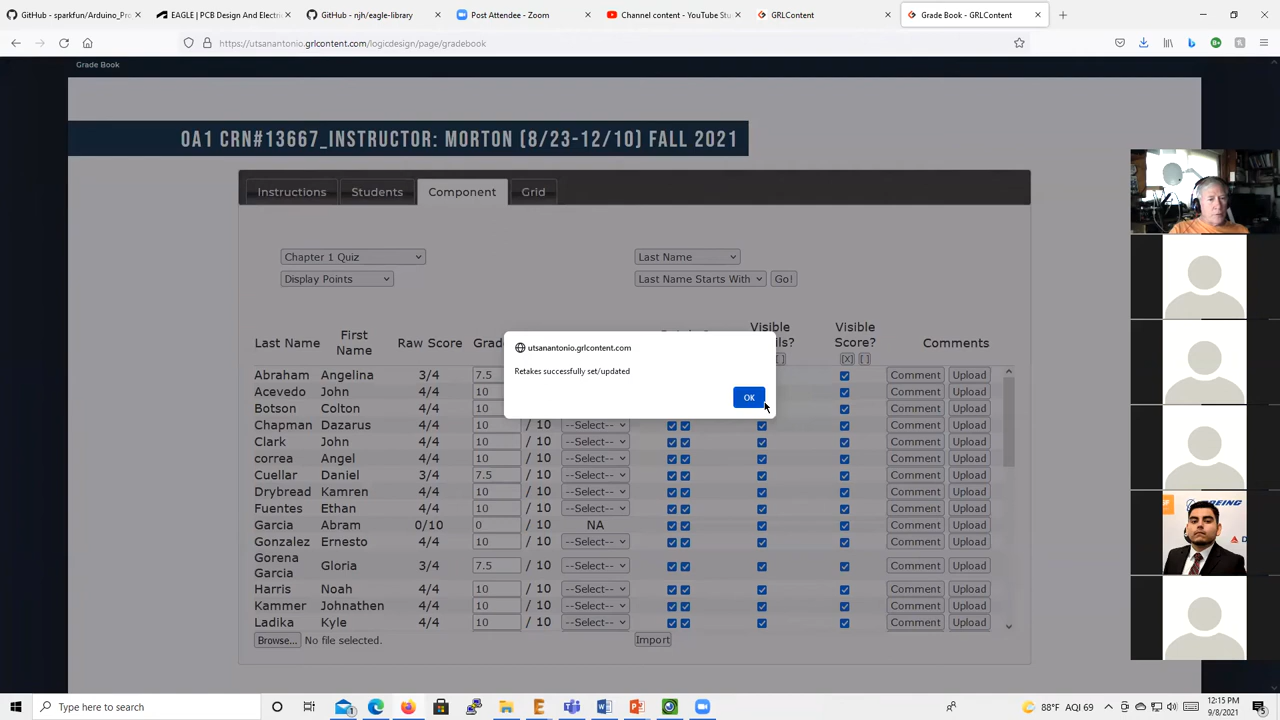 GitHub - sparkfun/Arduino_Pro
EAGLE | PCB Design And Electri
GitHub - njh/eagle-library
Post Attendee - Zoom
Channel content - YouTube Stu
GRLContent
Grade Book - GRLContent
https://utsanantonio.grlcontent.com/logicdesign/page/gradebook
Grade Book
0A1 CRN#13667_INSTRUCTOR: MORTON (8/23-12/10) FALL 2021
Instructions Students Component Grid
Chapter 1 Quiz Last Name
Display Points Last Name Starts With Go!
Last Name First Name Raw Score Grad Visible Visible Score? Comments
[X] [ ]
utsanantonio.grlcontent.com
Retakes successfully set/updated
OK
Abraham Angelina 3/4 7.5 Comment Upload
Acevedo John 4/4 10 Comment Upload
Botson Colton 4/4 10 Comment Upload
Chapman Dazarus 4/4 10 / 10 --Select-- Comment Upload
Clark John 4/4 10 / 10 --Select-- Comment Upload
correa Angel 4/4 10 / 10 --Select-- Comment Upload
Cuellar Daniel 3/4 7.5 / 10 --Select-- Comment Upload
Drybread Kamren 4/4 10 / 10 --Select-- Comment Upload
Fuentes Ethan 4/4 10 / 10 --Select-- Comment Upload
Garcia Abram 0/10 0 / 10 NA Comment Upload
Gonzalez Ernesto 4/4 10 / 10 --Select-- Comment Upload
Gorena Garcia Gloria 3/4 7.5 / 10 --Select-- Comment Upload
Harris Noah 4/4 10 / 10 --Select-- Comment Upload
Kammer Johnathen 4/4 10 / 10 --Select-- Comment Upload
Ladika Kyle 4/4 10 / 10 --Select-- Comment Upload
Browse... No file selected. Import
BOEING
Type here to search
88°F AQI 69
12:15 PM
9/8/2021